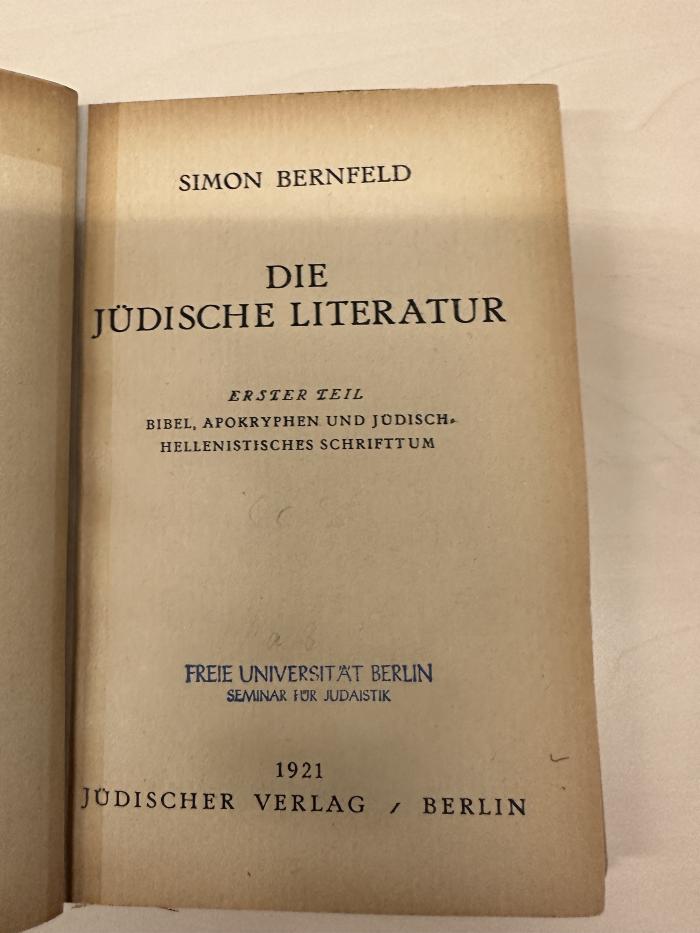 SIMON BERNFELD
DIE
JÜDISCHE LITERATUR
ERSTER TEIL
BIBEL, APOKRYPHEN UND JÜDISCH-
HELLENISTISCHES SCHRIFTTUM
FREIE UNIVERSITÄT BERLIN
SEMINAR FÜR JUDAISTIK
1921
JÜDISCHER VERLAG / BERLIN